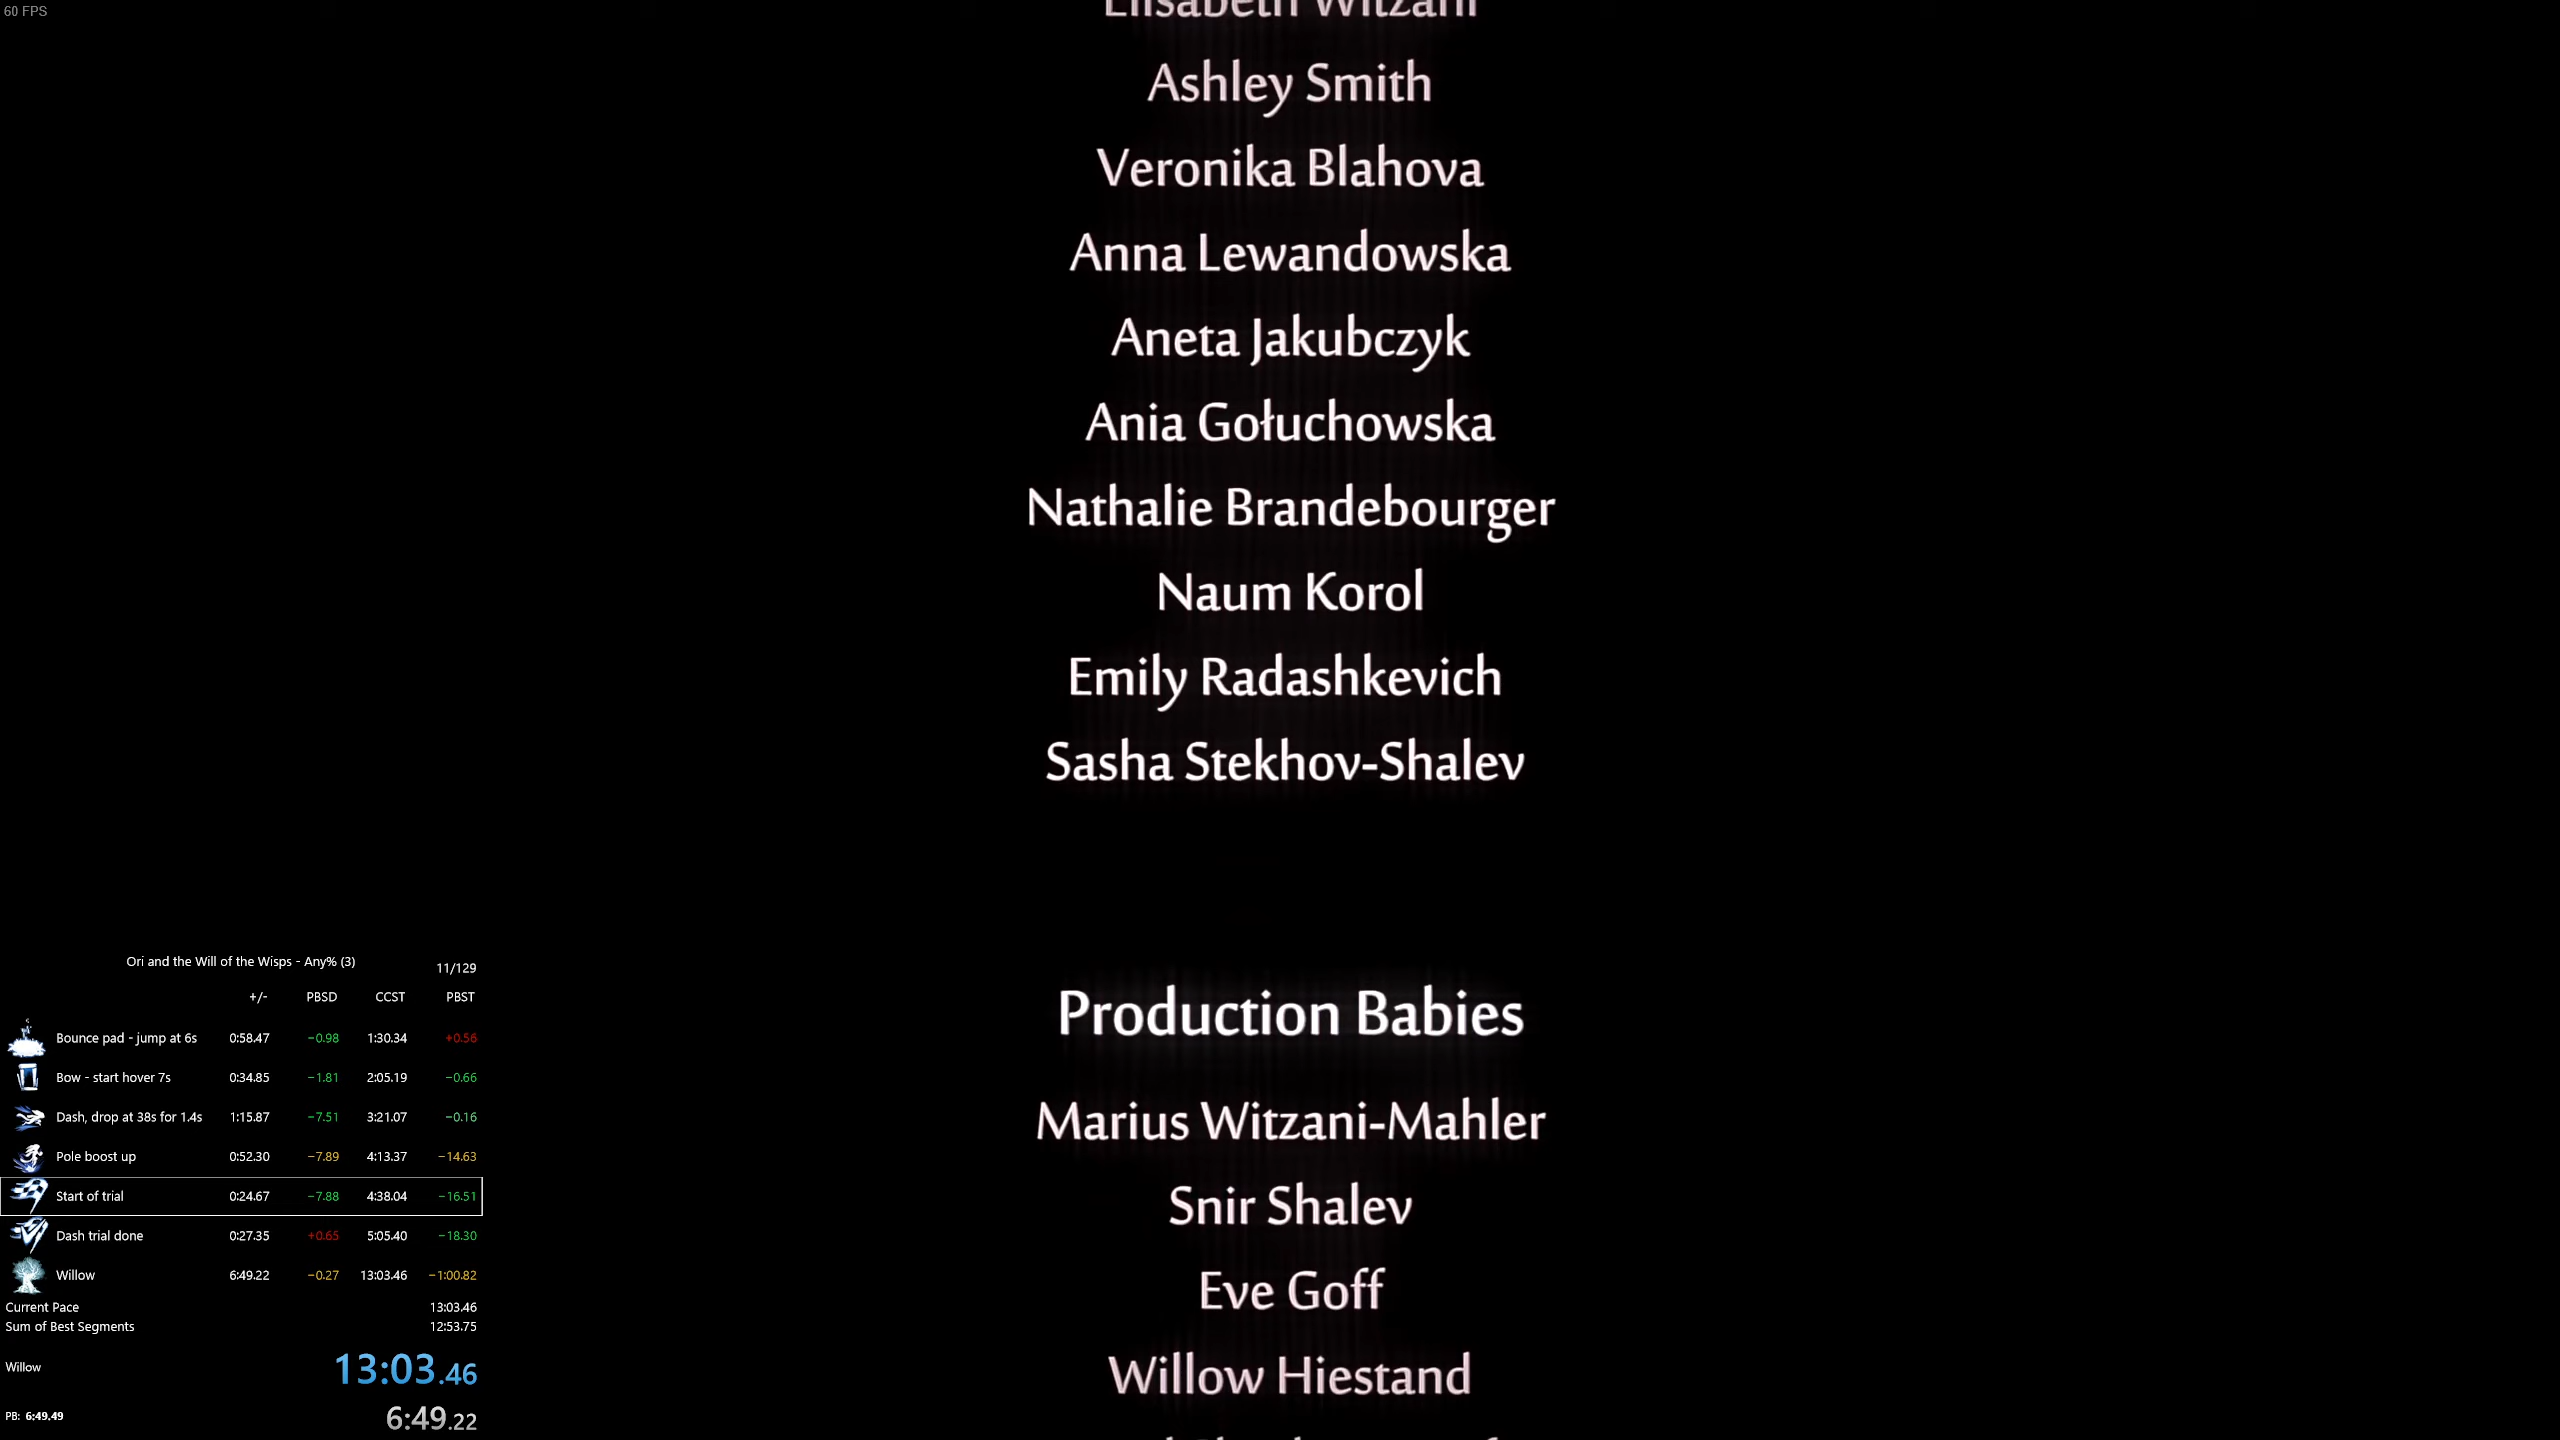 60 FPS
Elisabeth Witzani
Ashley Smith
Veronika Blahova
Anna Lewandowska
Aneta Jakubczyk
Ania Gołuchowska
Nathalie Brandebourger
Naum Korol
Emily Radashkevich
Sasha Stekhov-Shalev
Production Babies
Marius Witzani-Mahler
Snir Shalev
Eve Goff
Willow Hiestand
Ori and the Will of the Wisps - Any% (3)
11/129
+/- PBSD CCST PBST
Bounce pad - jump at 6s 0:58.47 −0.98 1:30.34 +0.56
Bow - start hover 7s 0:34.85 −1.81 2:05.19 −0.66
Dash, drop at 38s for 1.4s 1:15.87 −7.51 3:21.07 −0.16
Pole boost up 0:52.30 −7.89 4:13.37 −14.63
Start of trial 0:24.67 −7.88 4:38.04 −16.51
Dash trial done 0:27.35 +0.65 5:05.40 −18.30
Willow 6:49.22 −0.27 13:03.46 −1:00.82
Current Pace 13:03.46
Sum of Best Segments 12:53.75
Willow 13:03.46
PB: 6:49.49 6:49.22